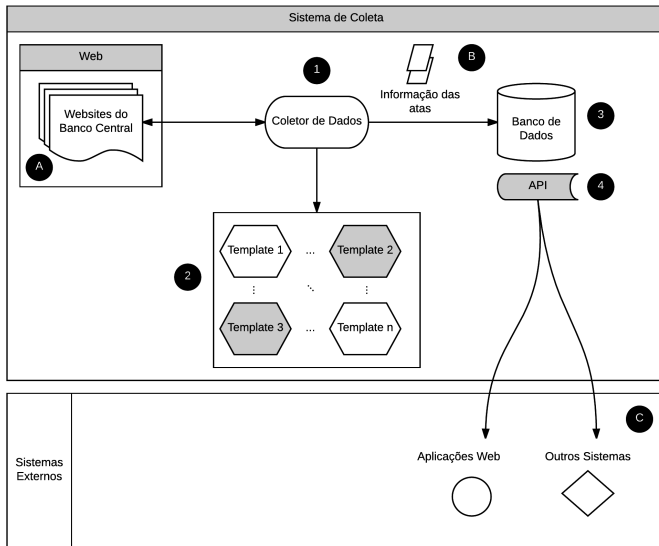 Sistema de Coleta
Web
1
B
Websites do
Banco Central
A
Coletor de Dados
Informação das
atas
Banco de
Dados
3
API
4
2
Template 1
...
Template 2
...
...
...
Template 3
...
Template n
Sistemas
Externos
C
Aplicações Web
Outros Sistemas